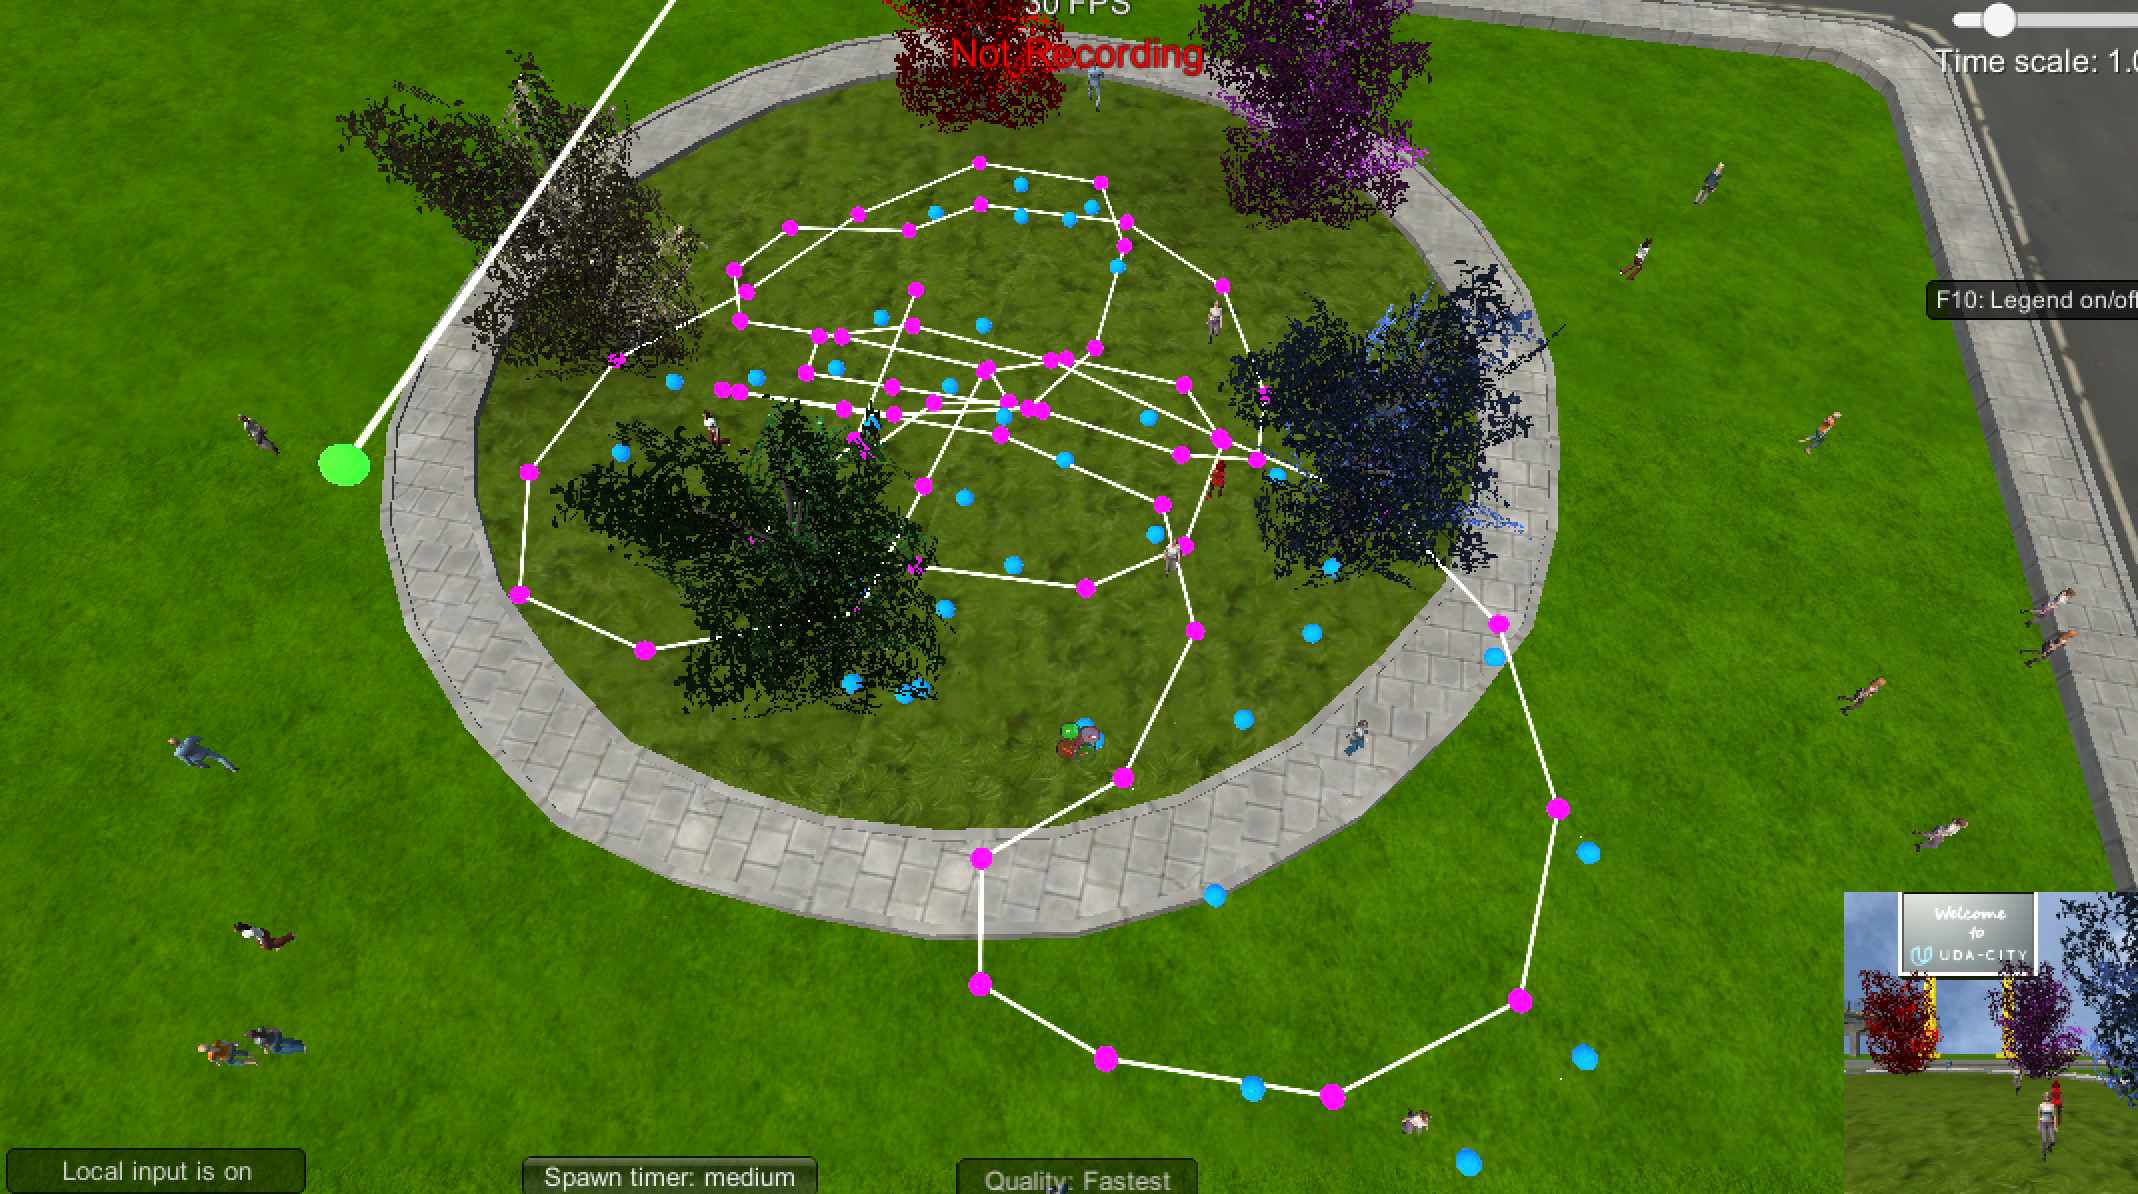 30 FPS
Not Recording
Time scale: 1.0
F10: Legend on/off
Welcome
to
UDA-CITY
Local input is on
Spawn timer: medium
Quality: Fastest